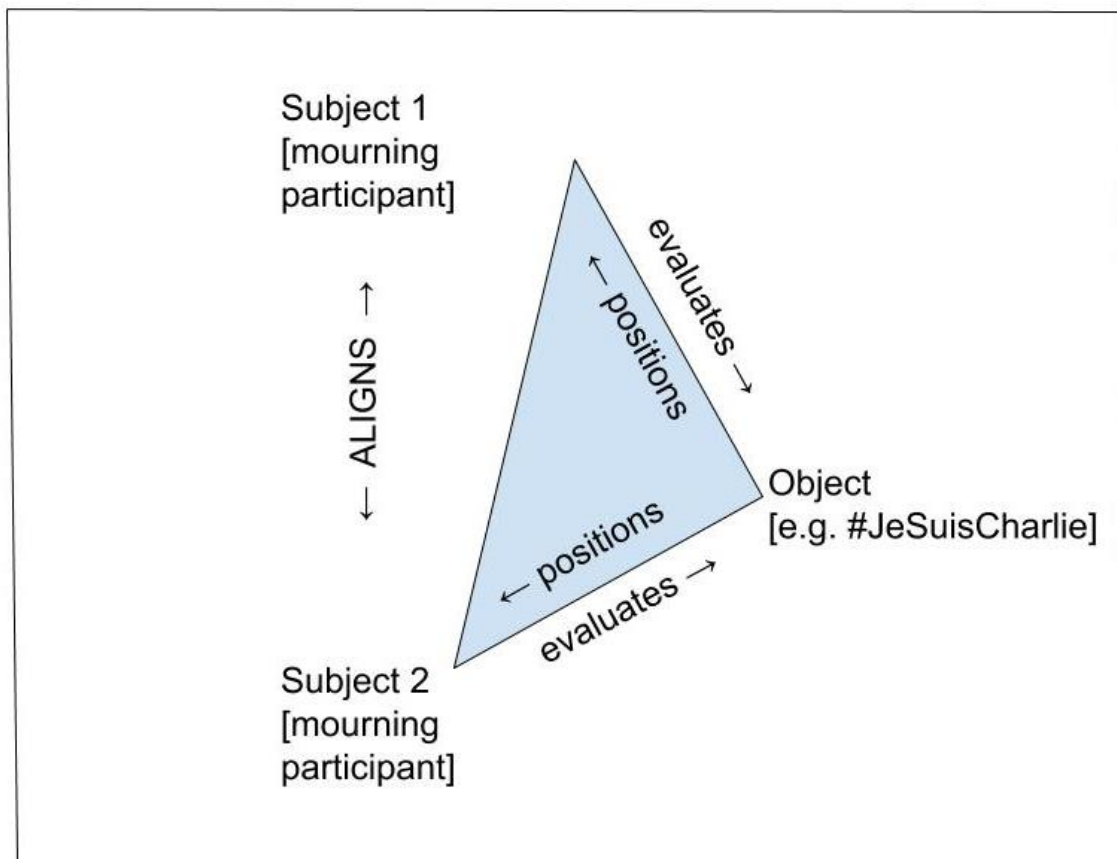 Subject 1
[mourning
participant]
evaluates →
← positions
← ALIGNS →
Object
[e.g. #JeSuisCharlie]
← positions
evaluates →
Subject 2
[mourning
participant]